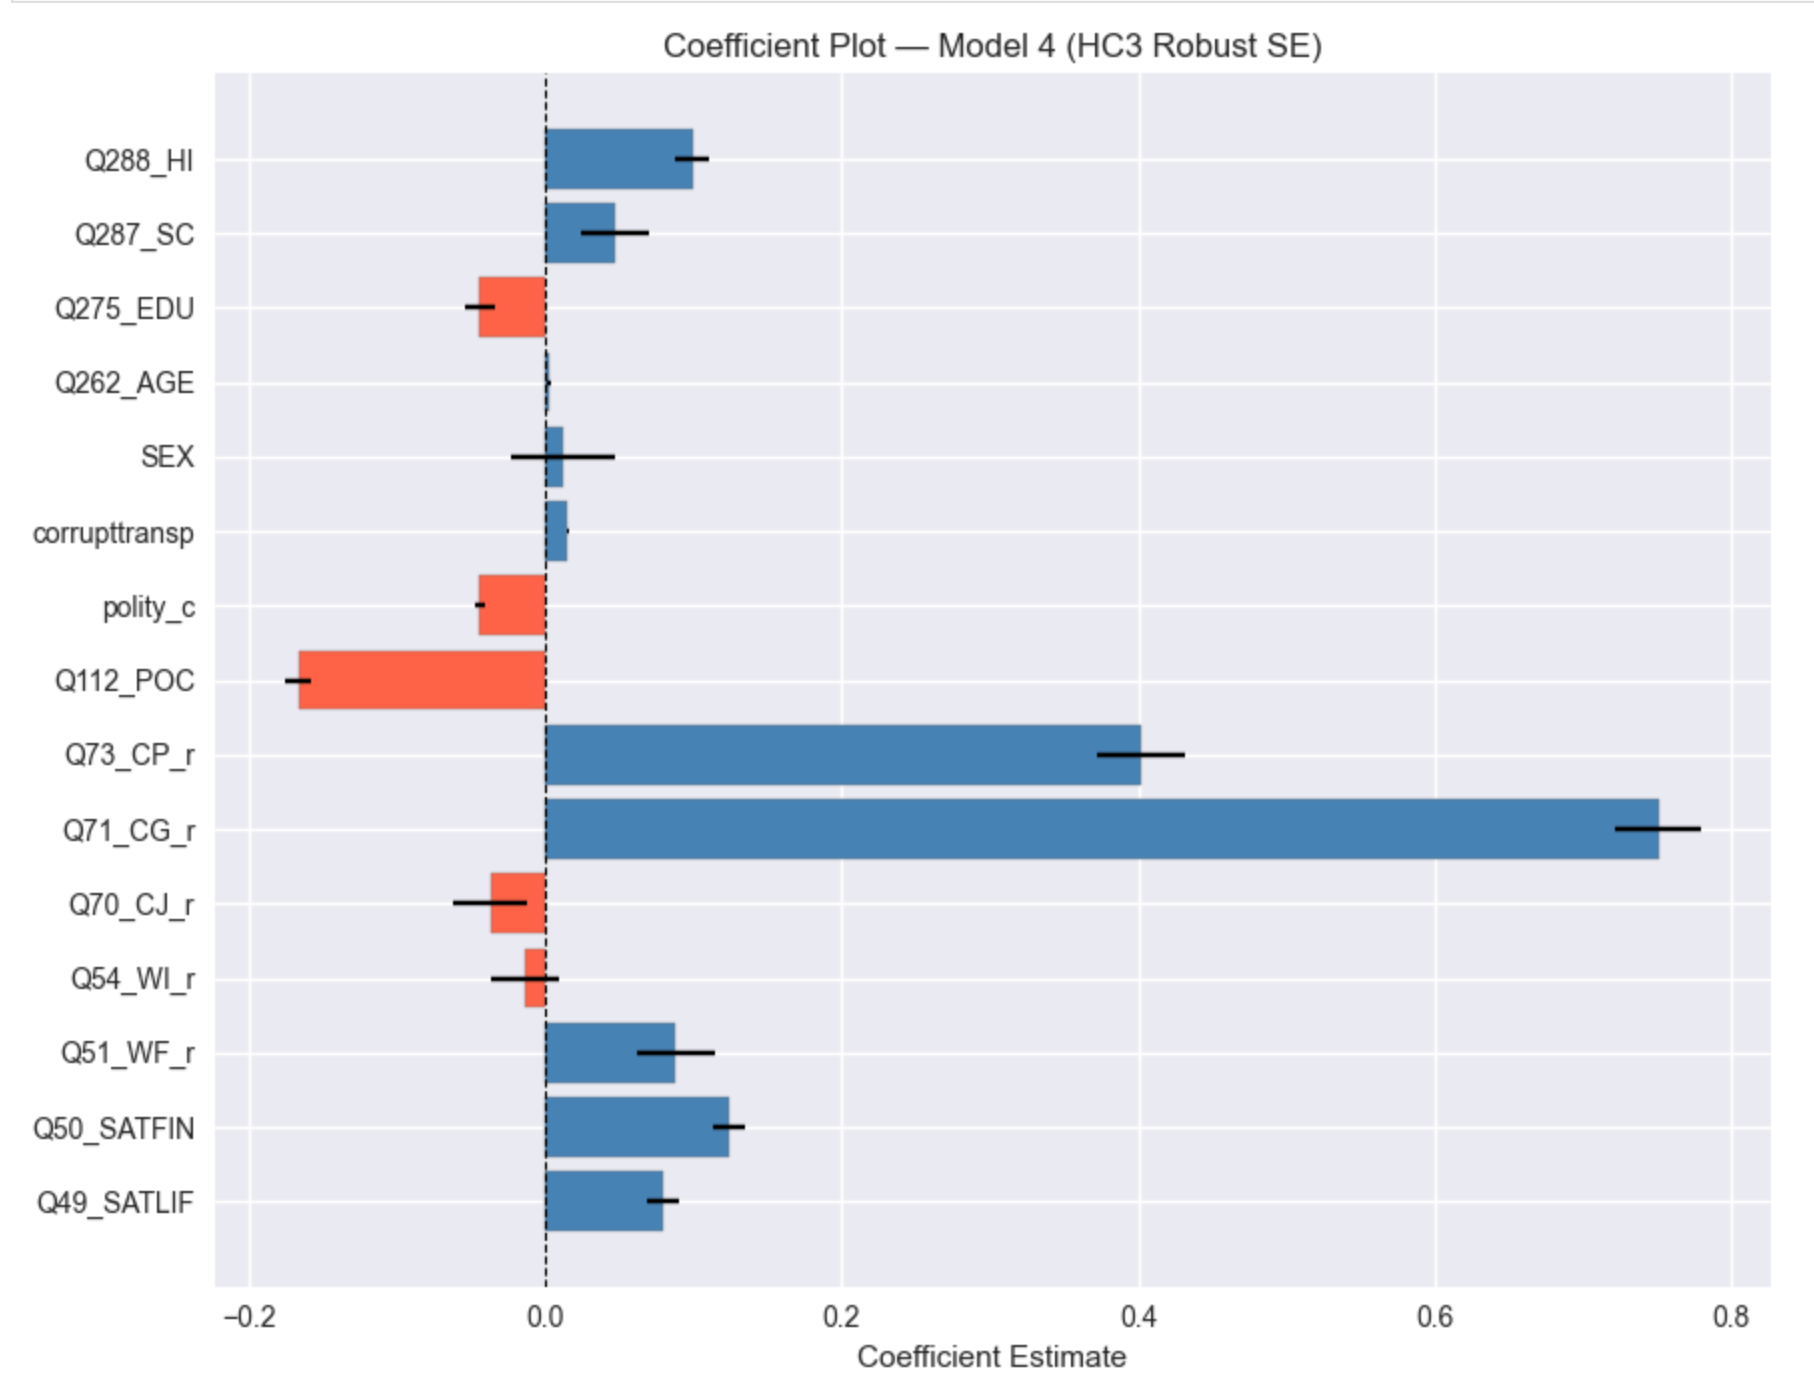 Coefficient Plot — Model 4 (HC3 Robust SE)
Q288_HI
Q287_SC
Q275_EDU
Q262_AGE
SEX
corrupttransp
polity_c
Q112_POC
Q73_CP_r
Q71_CG_r
Q70_CJ_r
Q54_WI_r
Q51_WF_r
Q50_SATFIN
Q49_SATLIF
−0.2 0.0 0.2 0.4 0.6 0.8
Coefficient Estimate